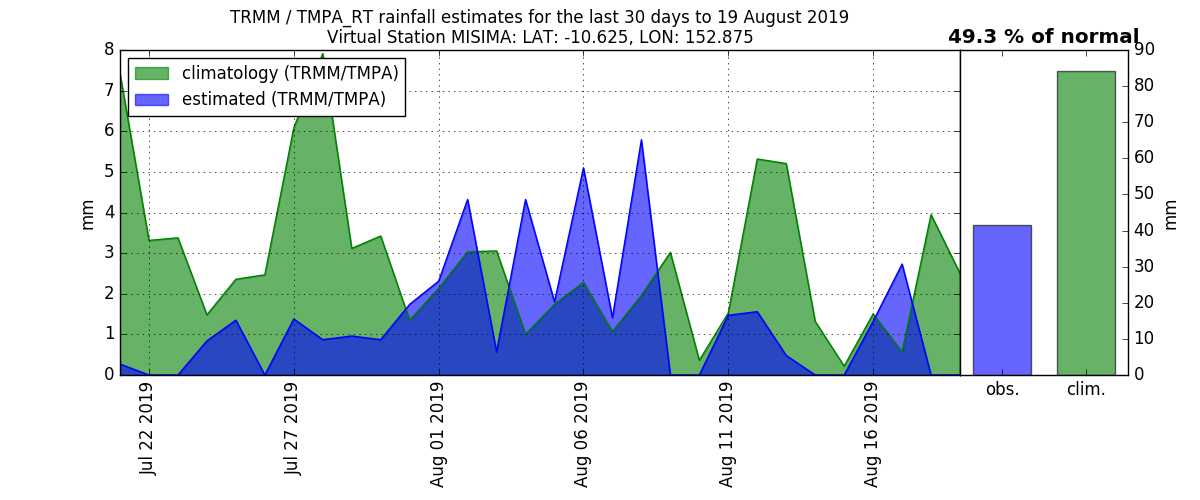 TRMM / TMPA_RT rainfall estimates for the last 30 days to 19 August 2019
Virtual Station MISIMA: LAT: -10.625, LON: 152.875
49.3 % of normal
climatology (TRMM/TMPA)
estimated (TRMM/TMPA)
8
7
6
5
4
3
2
1
0
mm
Jul 22 2019
Jul 27 2019
Aug 01 2019
Aug 06 2019
Aug 11 2019
Aug 16 2019
90
80
70
60
50
40
30
20
10
0
mm
obs.
clim.